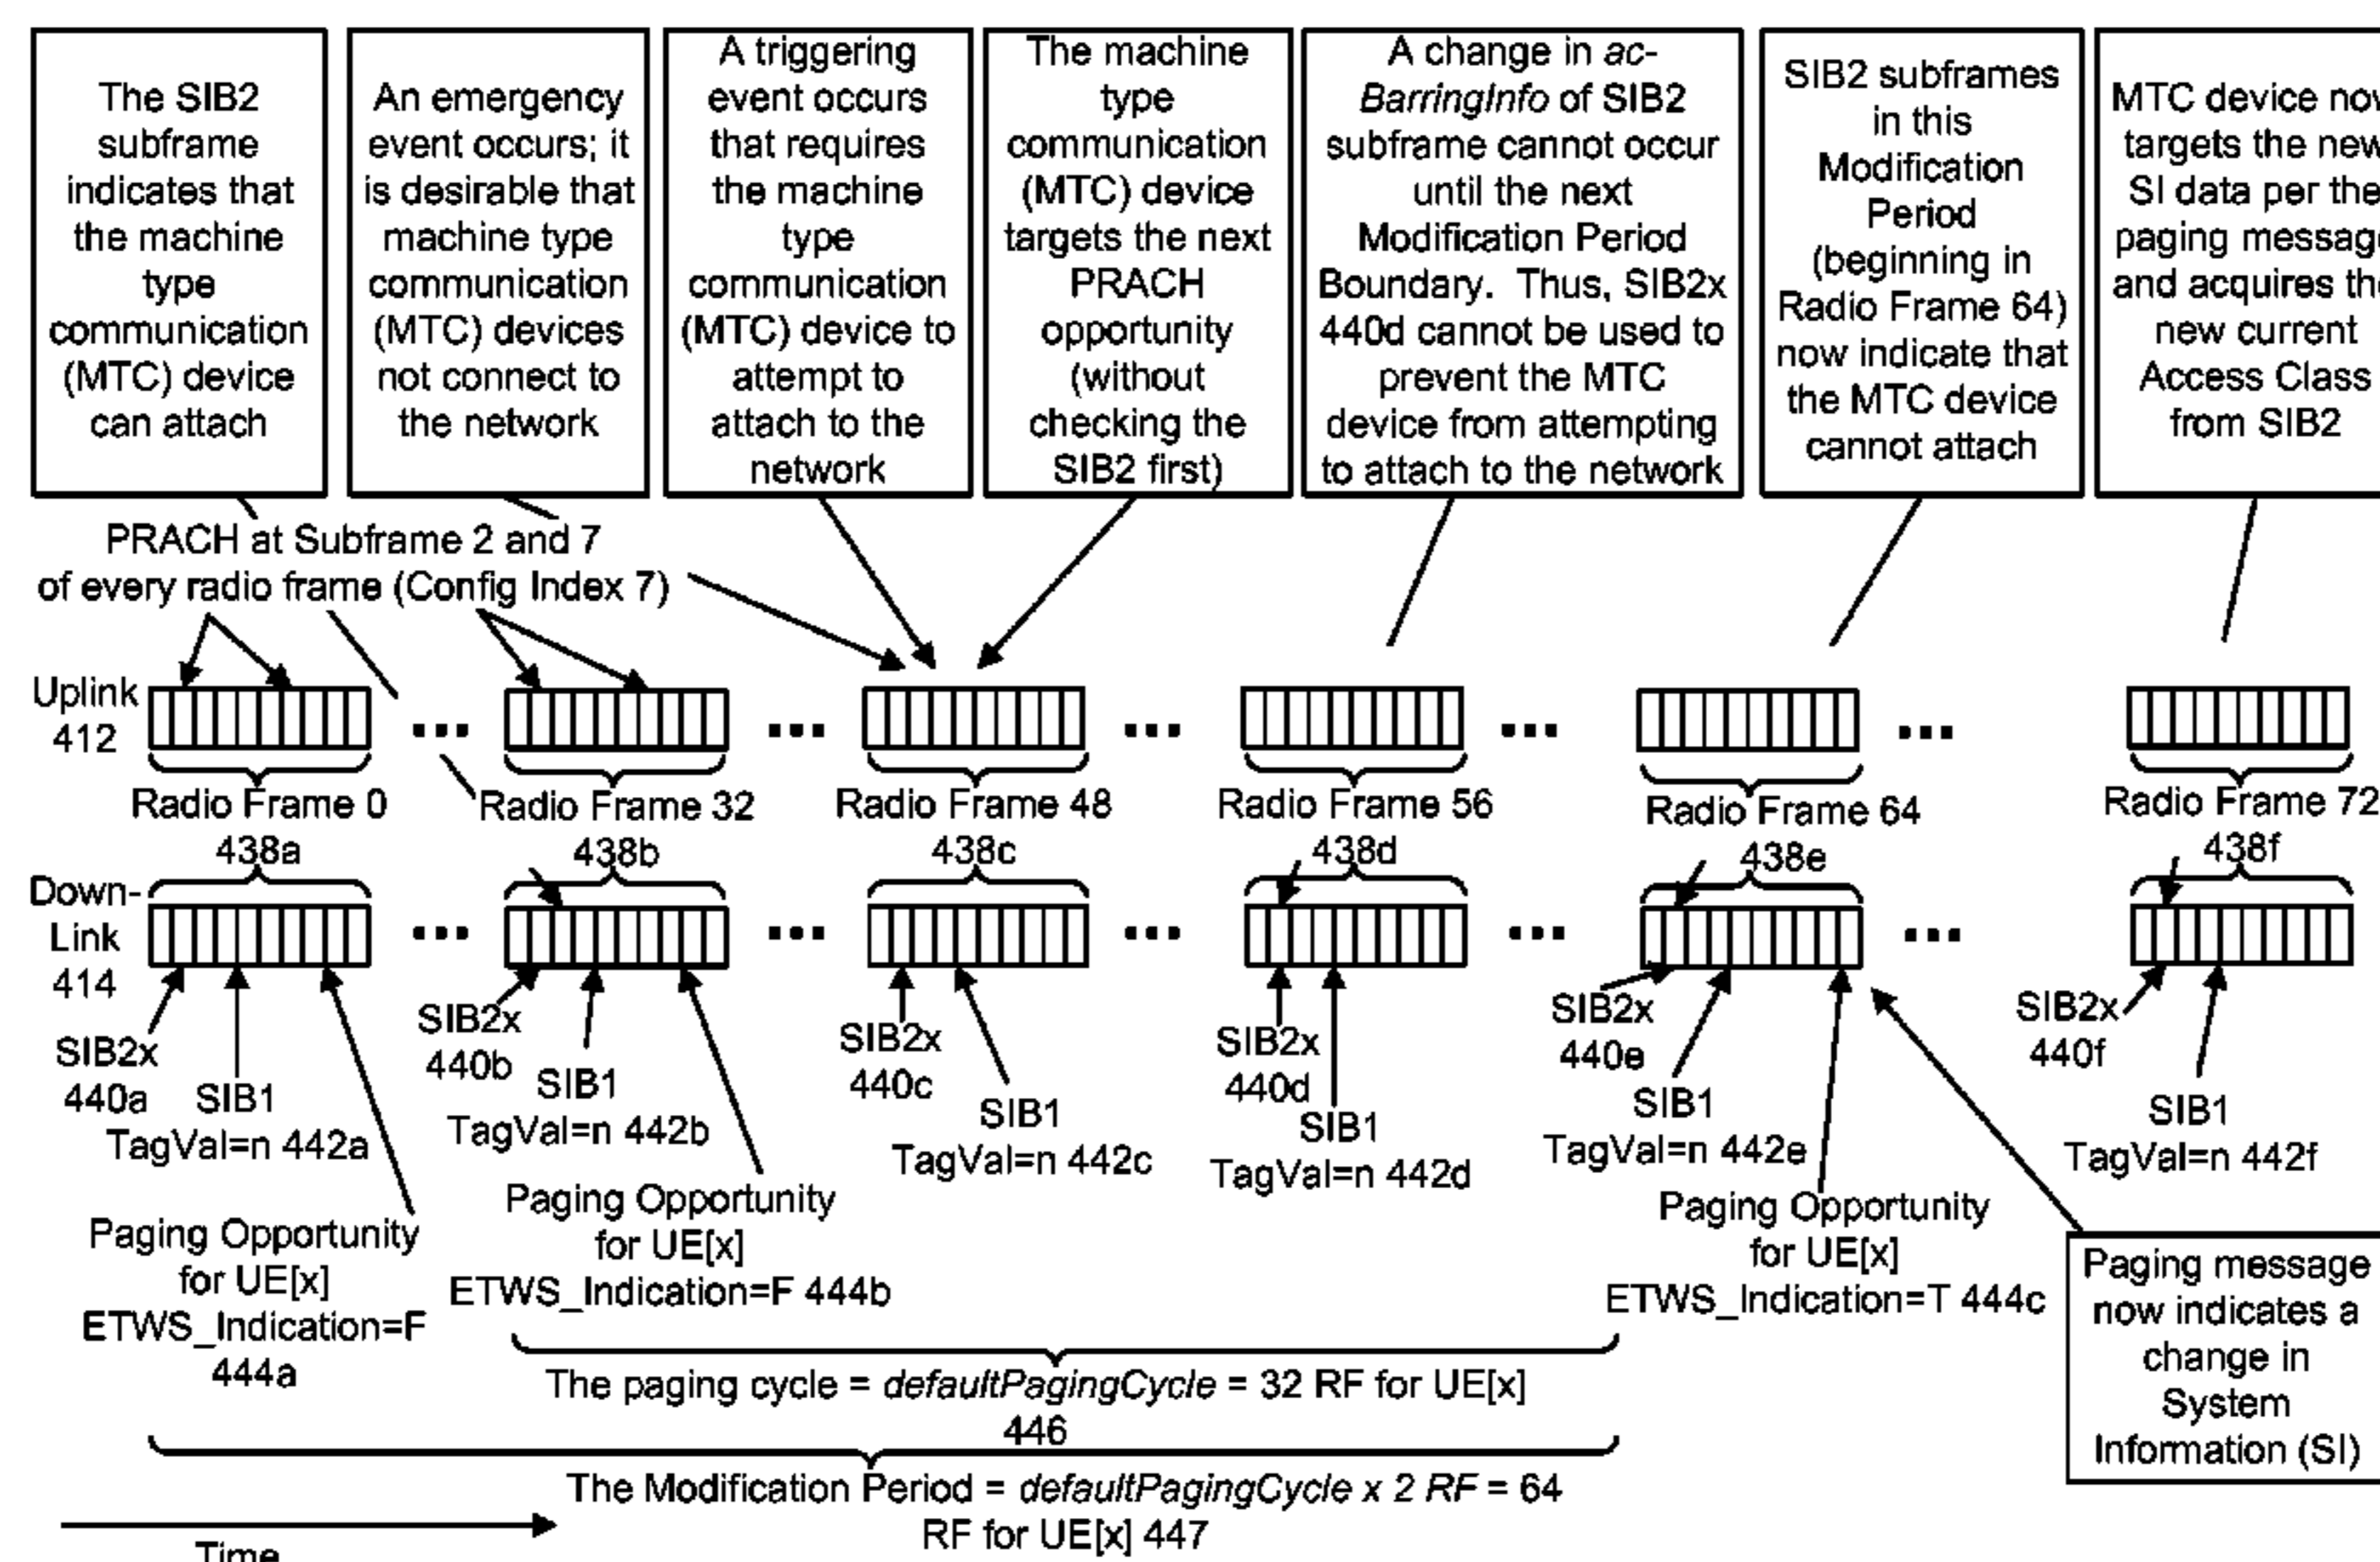 The SIB2
subframe
indicates that
the machine
type
communication
(MTC) device
can attach
An emergency
event occurs; it
is desirable that
machine type
communication
(MTC) devices
not connect to
the network
A triggering
event occurs
that requires
the machine
type
communication
(MTC) device to
attempt to
attach to the
network
The machine
type
communication
(MTC) device
targets the next
PRACH
opportunity
(without
checking the
SIB2 first)
A change in ac-
BarringInfo of SIB2
subframe cannot occur
until the next
Modification Period
Boundary. Thus, SIB2x
440d cannot be used to
prevent the MTC
device from attempting
to attach to the network
SIB2 subframes
in this
Modification
Period
(beginning in
Radio Frame 64)
now indicate that
the MTC device
cannot attach
MTC device
targets the
SI data per
paging
and acquires
new current
Access Class
from SIB2
PRACH at Subframe 2 and 7
of every radio frame (Config Index 7)
Uplink
412
... ... ... ... ...
Radio Frame 0
438a
Radio Frame 32
438b
Radio Frame 48
438c
Radio Frame 56
438d
Radio Frame 64
438e
Radio Frame 72
438f
Down-
Link
414
... ... ... ... ...
SIB2x
440a
SIB1
TagVal=n 442a
SIB2x
440b
SIB1
TagVal=n 442b
SIB2x
440c
SIB1
TagVal=n 442c
SIB2x
440d
SIB1
TagVal=n 442d
SIB2x
440e
SIB1
TagVal=n 442e
SIB2x
440f
SIB1
TagVal=n 442f
Paging Opportunity
for UE[x]
ETWS_Indication=F
444a
Paging Opportunity
for UE[x]
ETWS_Indication=F 444b
Paging Opportunity
for UE[x]
ETWS_Indication=T 444c
Paging message
now indicates a
change in
System
Information (SI)
The paging cycle = defaultPagingCycle = 32 RF for UE[x]
446
The Modification Period = defaultPagingCycle x 2 RF = 64
RF for UE[x] 447
Time